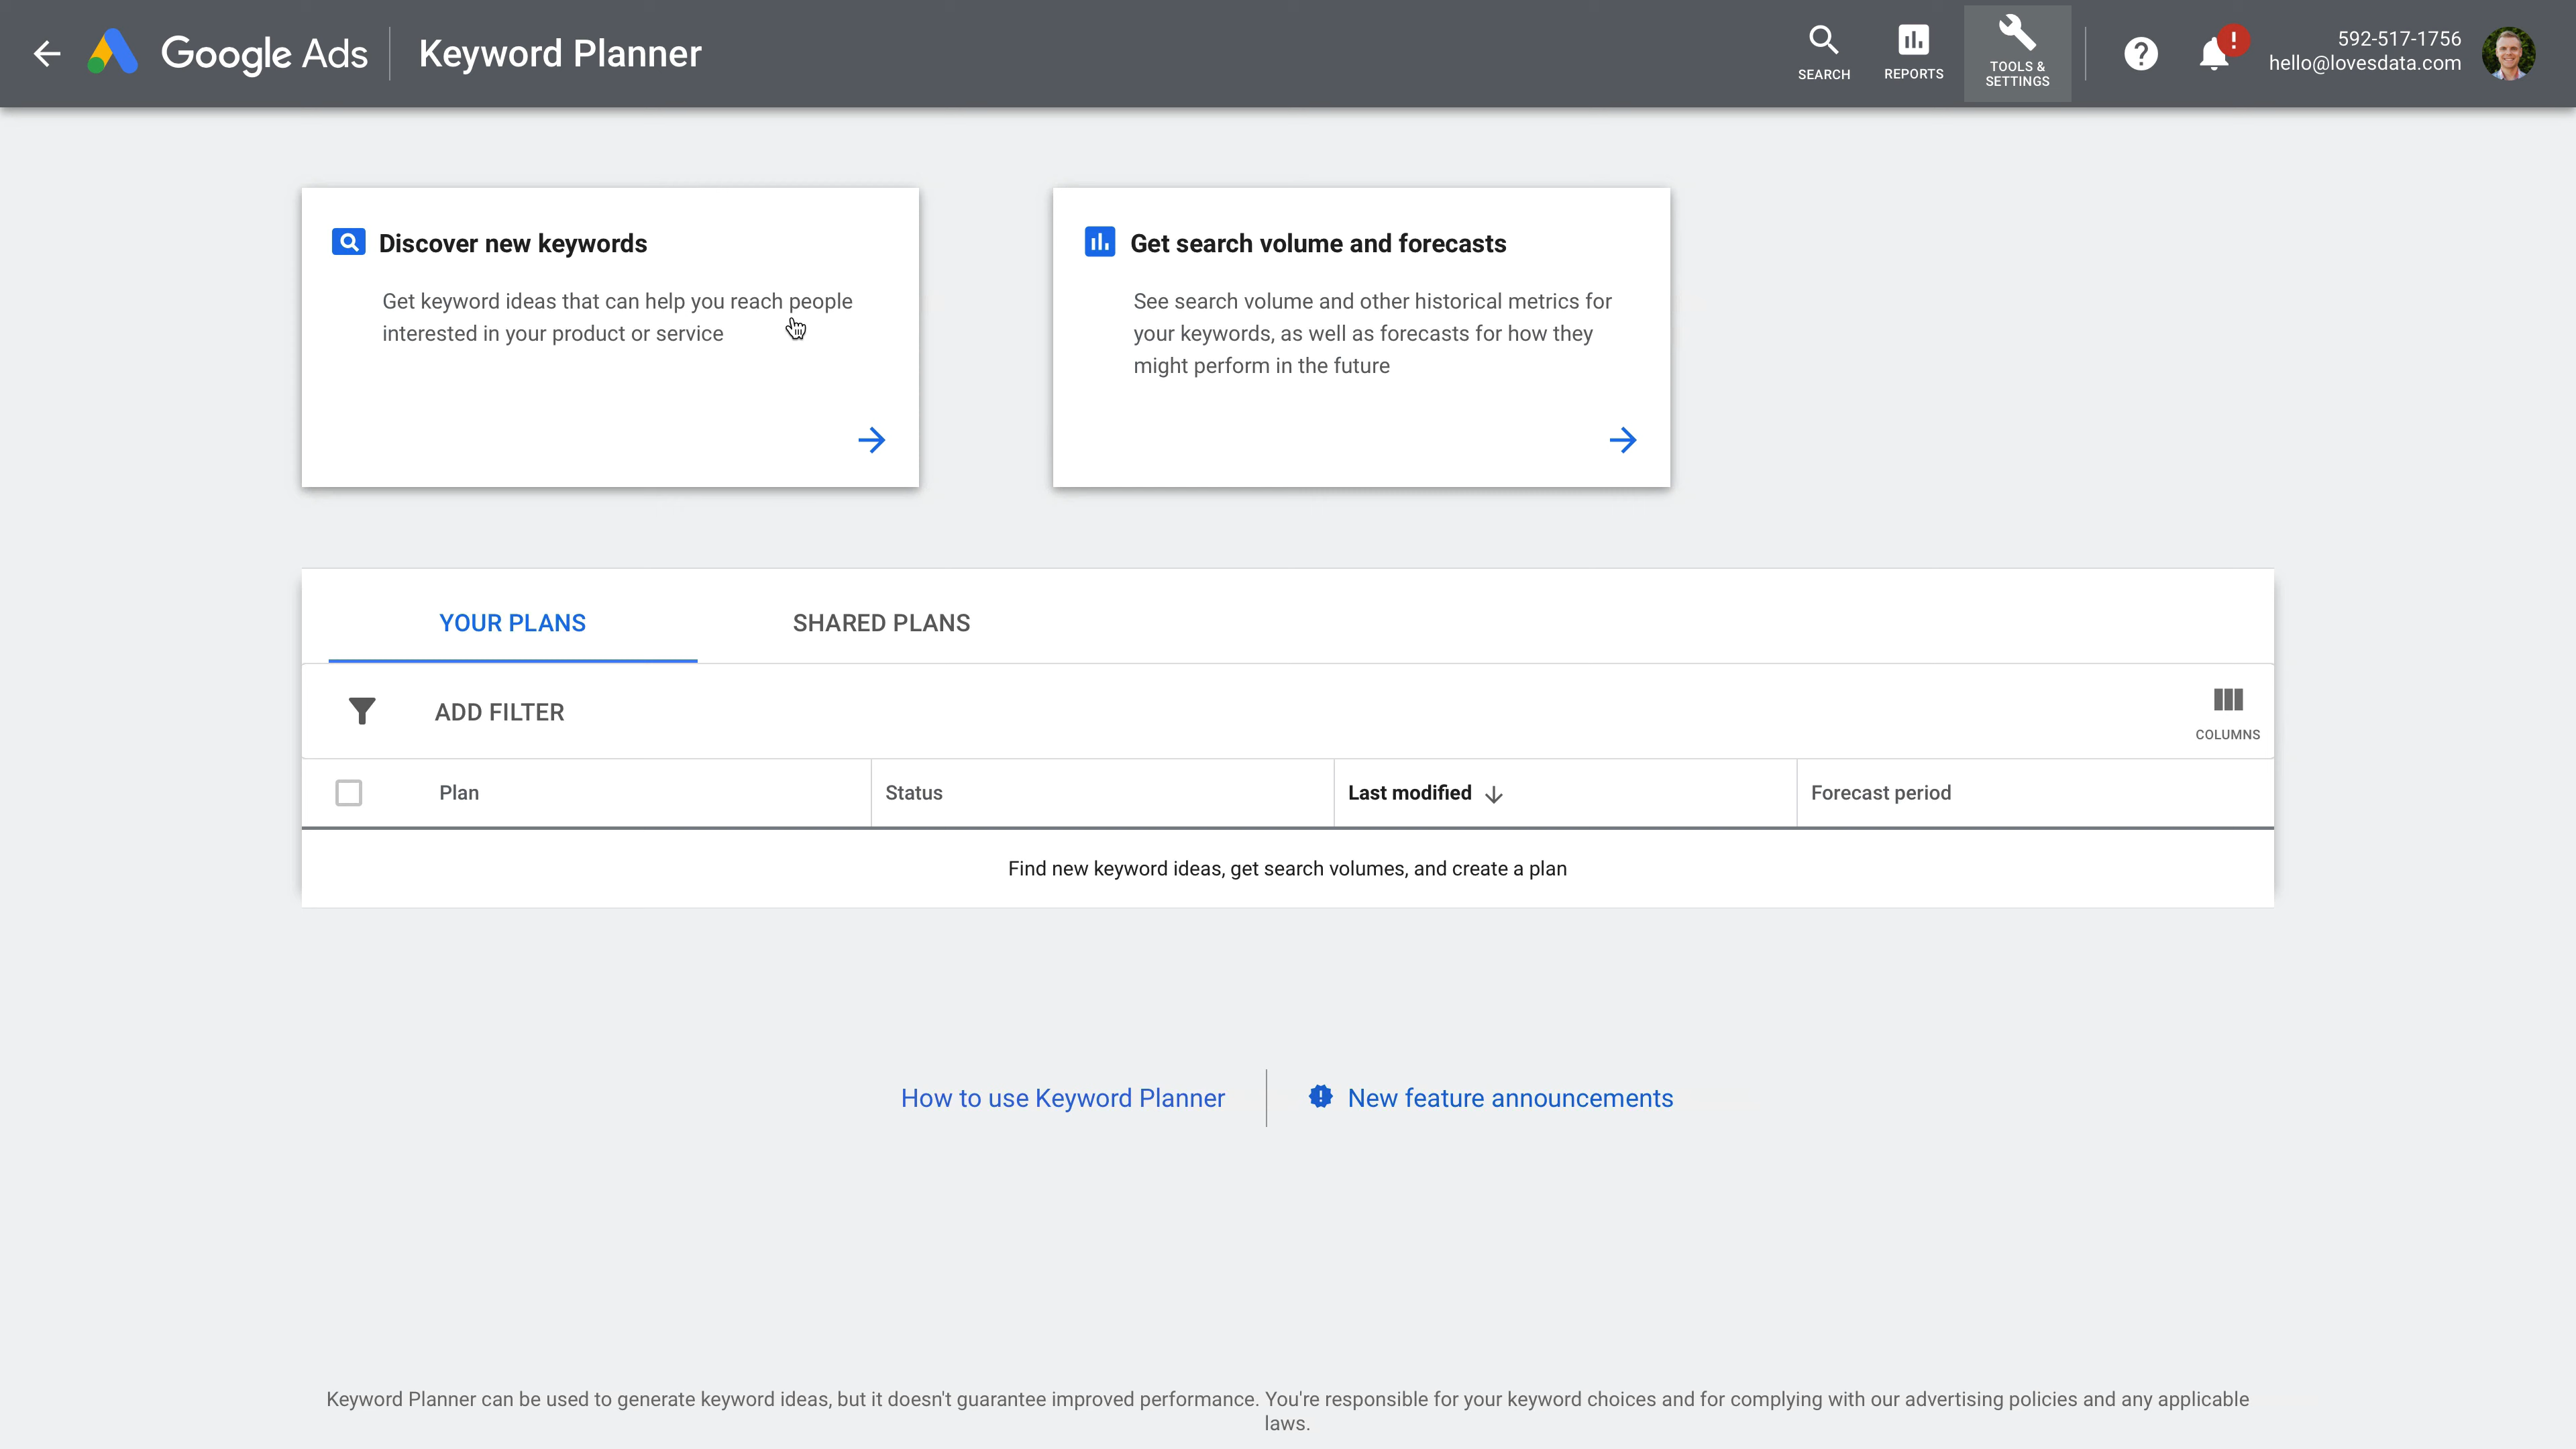 Google Ads
Keyword Planner
SEARCH
REPORTS
TOOLS &
SETTINGS
?
!
592-517-1756
hello@lovesdata.com
Discover new keywords
Get keyword ideas that can help you reach people
interested in your product or service
Get search volume and forecasts
See search volume and other historical metrics for
your keywords, as well as forecasts for how they
might perform in the future
YOUR PLANS
SHARED PLANS
ADD FILTER
COLUMNS
Plan
Status
Last modified
Forecast period
Find new keyword ideas, get search volumes, and create a plan
How to use Keyword Planner
New feature announcements
Keyword Planner can be used to generate keyword ideas, but it doesn't guarantee improved performance. You're responsible for your keyword choices and for complying with our advertising policies and any applicable
laws.